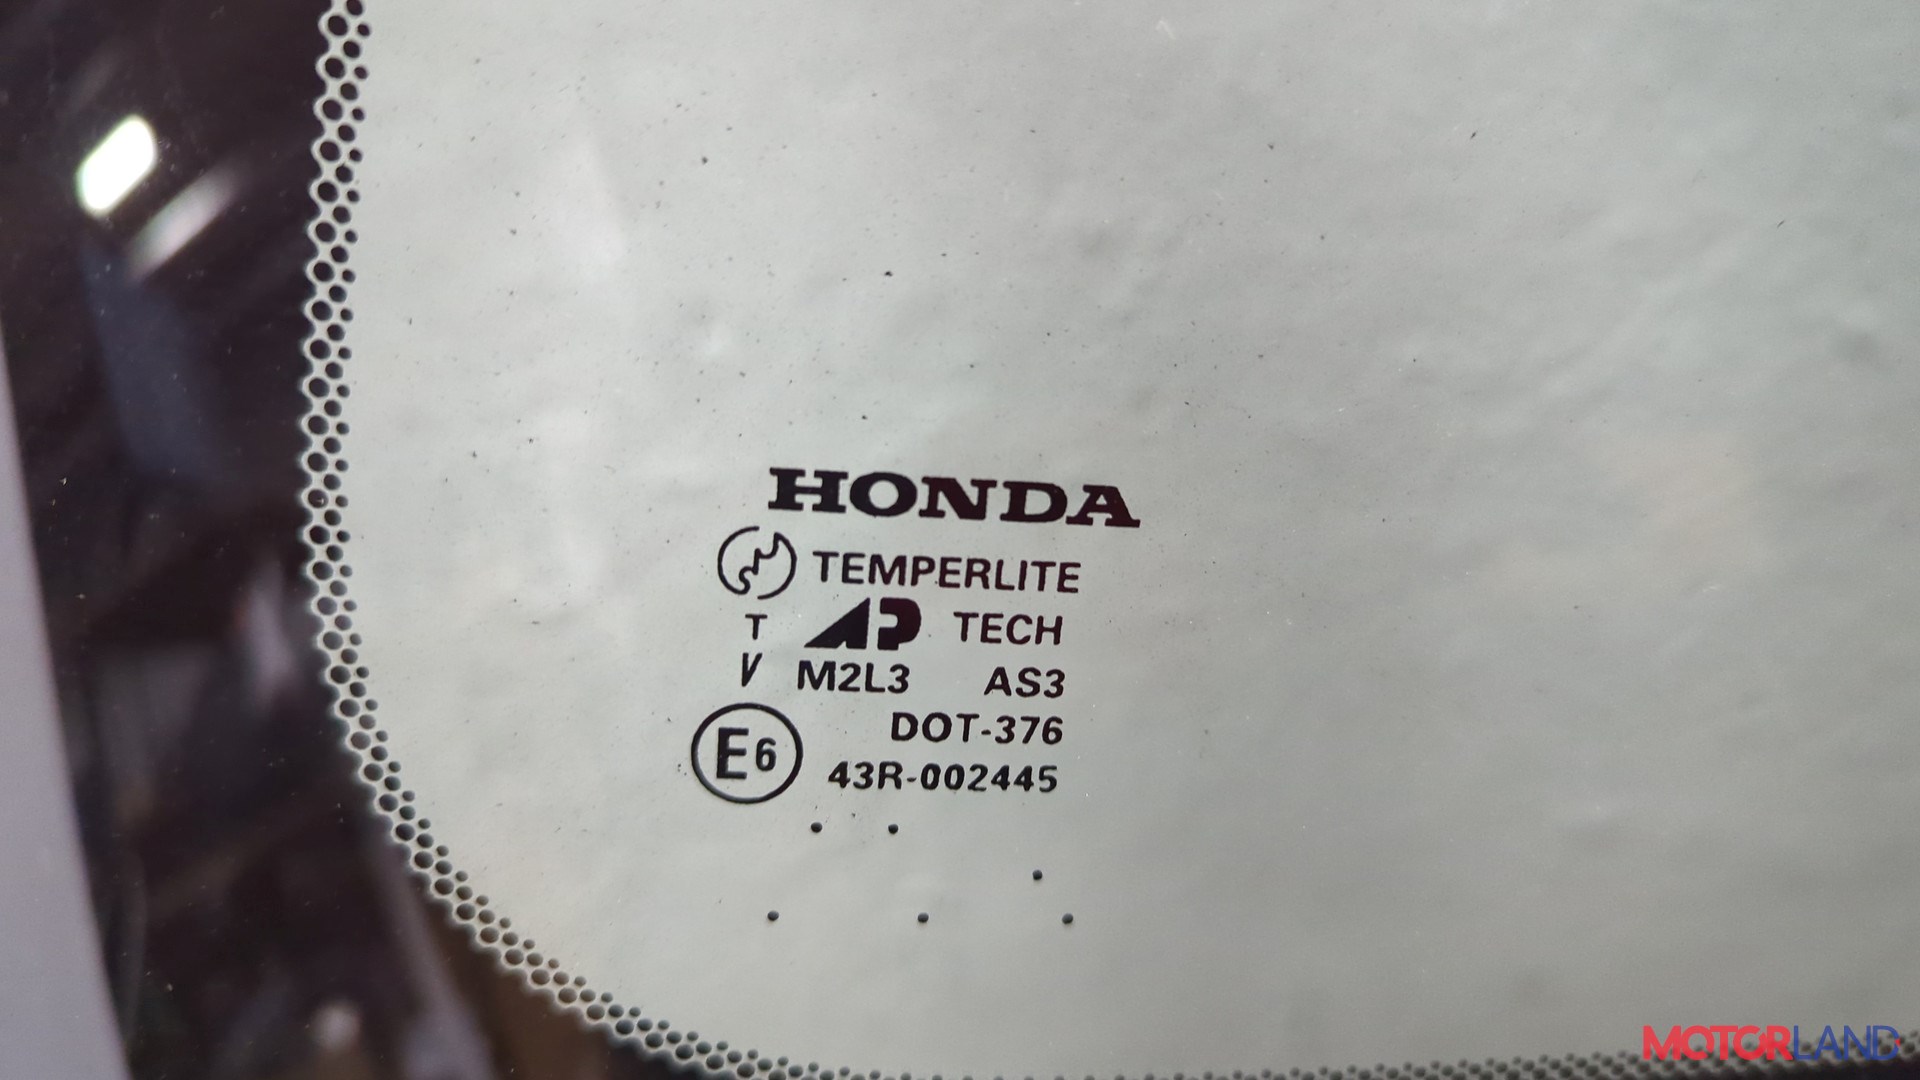 HONDA
TEMPERLITE
T AP TECH
V M2L3 AS3
DOT-376
E6 43R-002445
MOTORLAND